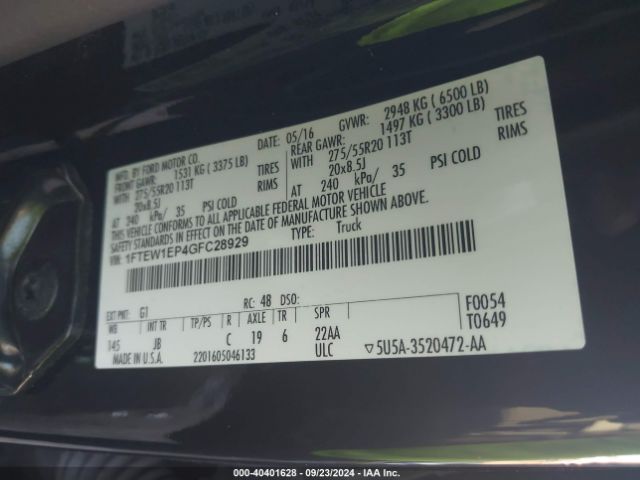 MFD. BY FORD MOTOR CO.
DATE: 05/16 GVWR: 2948 KG ( 6500 LB)
FRONT GAWR: 1531 KG ( 3375 LB)
REAR GAWR: 1497 KG ( 3300 LB)
WITH 275/55R20 113T TIRES
WITH 275/55R20 113T TIRES
20x8.5J RIMS
20x8.5J RIMS
AT 240 kPa/ 35 PSI COLD
AT 240 kPa/ 35 PSI COLD
THIS VEHICLE CONFORMS TO ALL APPLICABLE FEDERAL MOTOR VEHICLE
SAFETY STANDARDS IN EFFECT ON THE DATE OF MANUFACTURE SHOWN ABOVE.
VIN: 1FTEW1EP4GFC28929
TYPE: Truck
EXT PNT: G1 RC: 48 DSO: F0054
WB INT TR TP/PS R AXLE TR SPR T0649
145 JB C 19 6 22AA
MADE IN U.S.A. 2201605046133 ULC ▽5U5A-3520472-AA
000-40401628 - 09/23/2024 - IAA Inc.